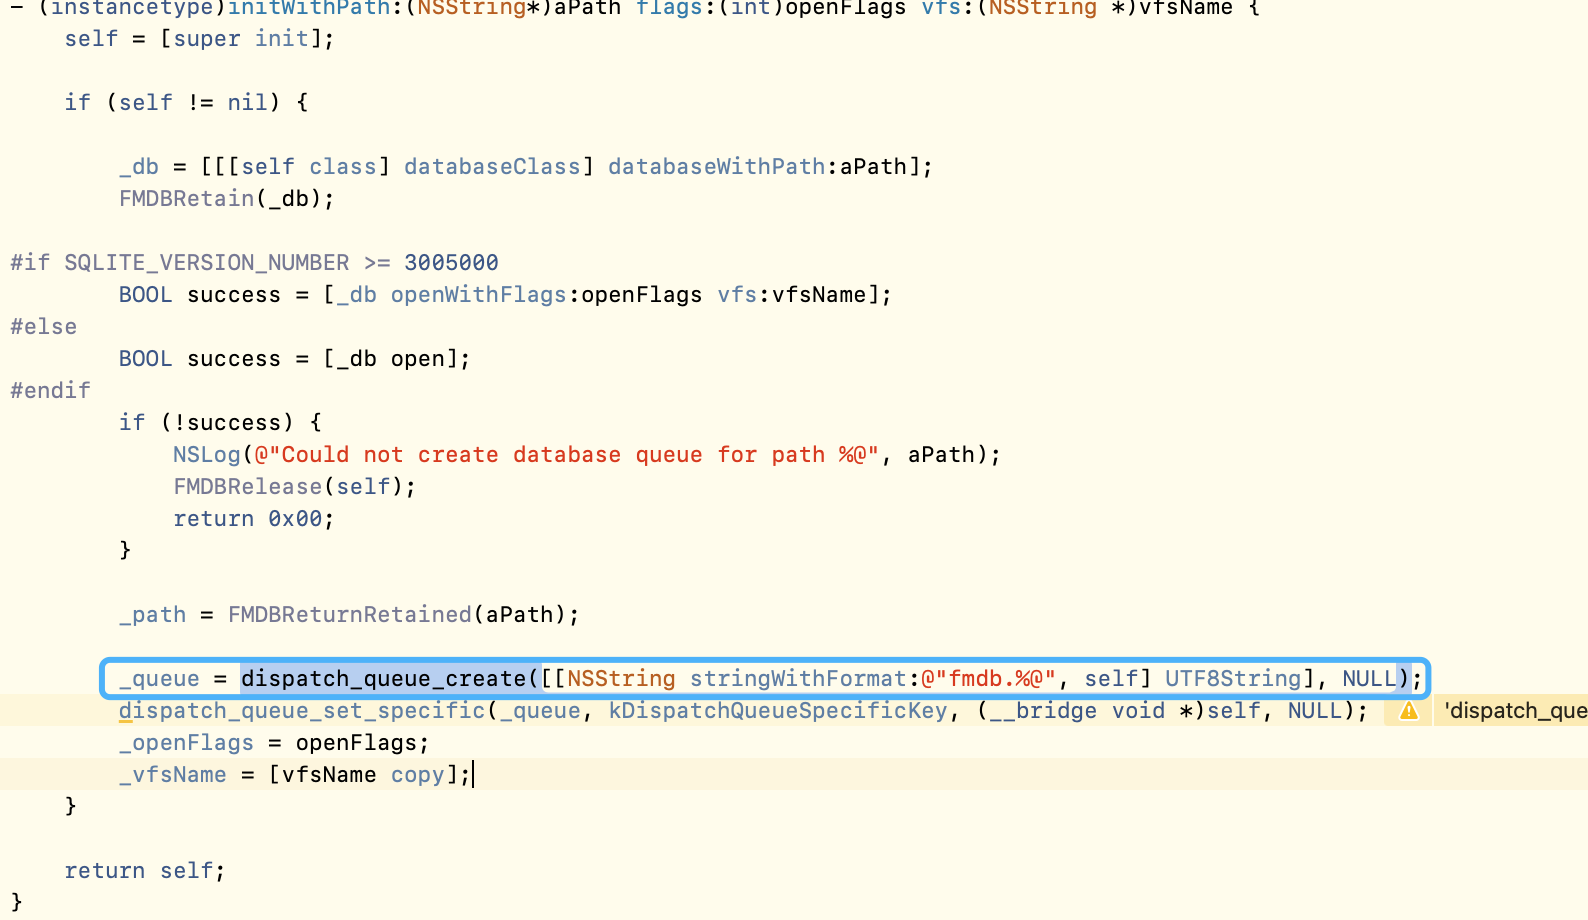 - (instancetype)initWithPath:(NSString*)aPath flags:(int)openFlags vfs:(NSString *)vfsName {
    self = [super init];

    if (self != nil) {

        _db = [[[self class] databaseClass] databaseWithPath:aPath];
        FMDBRetain(_db);

#if SQLITE_VERSION_NUMBER >= 3005000
        BOOL success = [_db openWithFlags:openFlags vfs:vfsName];
#else
        BOOL success = [_db open];
#endif
        if (!success) {
            NSLog(@"Could not create database queue for path %@", aPath);
            FMDBRelease(self);
            return 0x00;
        }

        _path = FMDBReturnRetained(aPath);

        _queue = dispatch_queue_create([[NSString stringWithFormat:@"fmdb.%@", self] UTF8String], NULL);
        dispatch_queue_set_specific(_queue, kDispatchQueueSpecificKey, (__bridge void *)self, NULL); 'dispatch_que
        _openFlags = openFlags;
        _vfsName = [vfsName copy];
    }

    return self;
}